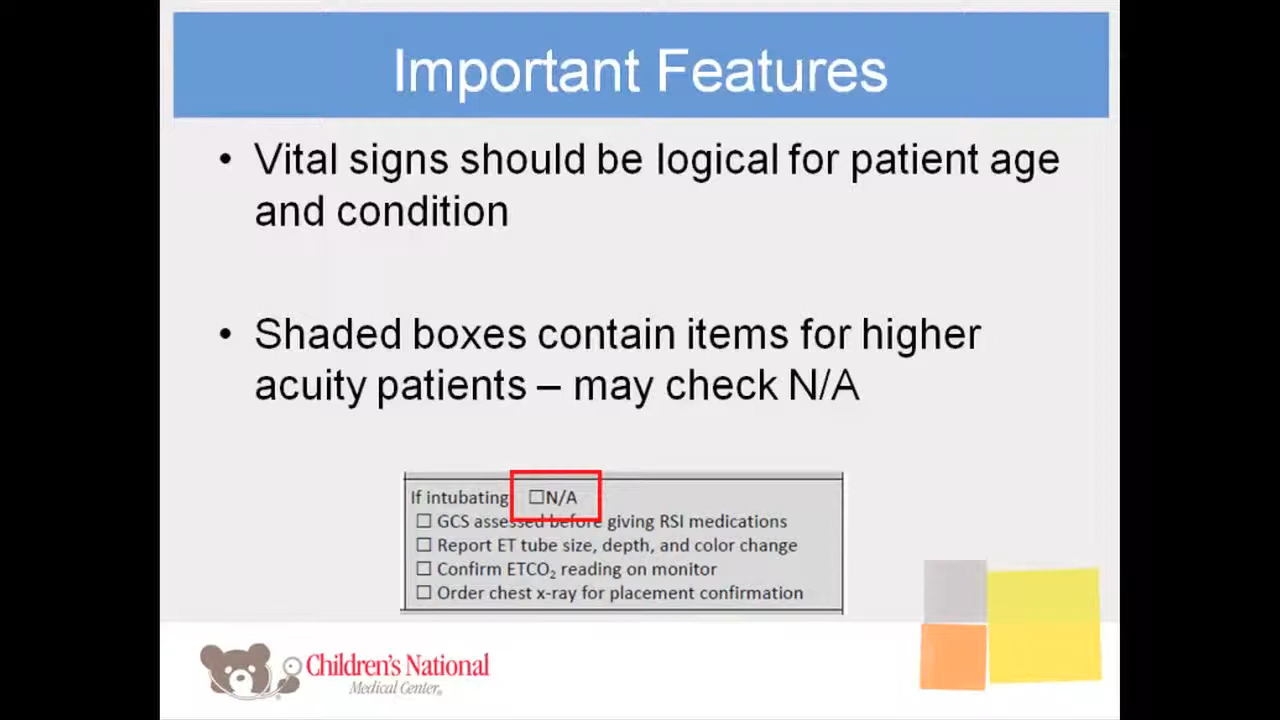 Important Features
• Vital signs should be logical for patient age
and condition
• Shaded boxes contain items for higher
acuity patients – may check N/A
If intubating ☐N/A
☐ GCS assessed before giving RSI medications
☐ Report ET tube size, depth, and color change
☐ Confirm ETCO₂ reading on monitor
☐ Order chest x-ray for placement confirmation
Children's National
Medical Center®